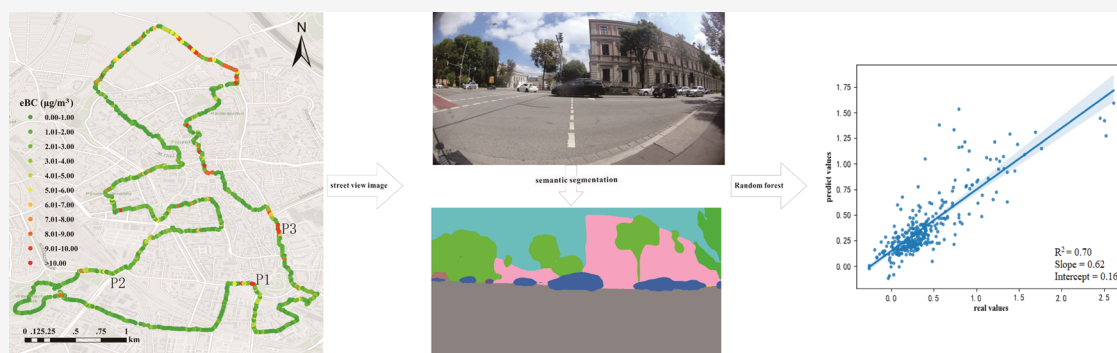 N
eBC (μg/m³)
0.00-1.00
1.01-2.00
2.01-3.00
3.01-4.00
4.01-5.00
5.01-6.00
6.01-7.00
7.01-8.00
8.01-9.00
9.01-10.00
>10.00
P3
P1
P2
0 .125.25 .5 .75 1
km
street view image
semantic segmentation
Random forest
predict values
1.75
1.50
1.25
1.00
0.75
0.50
0.25
0.00
R² = 0.70
Slope = 0.62
Intercept = 0.16
0.0 0.5 1.0 1.5 2.0 2.5
real values